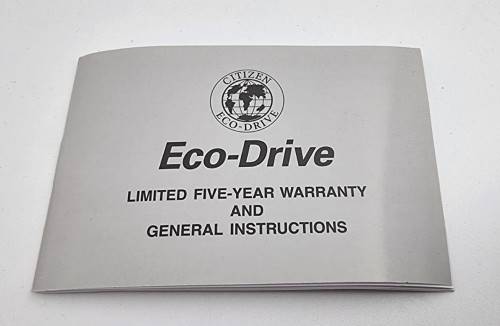 CITIZEN
ECO-DRIVE
Eco-Drive
LIMITED FIVE-YEAR WARRANTY
AND
GENERAL INSTRUCTIONS